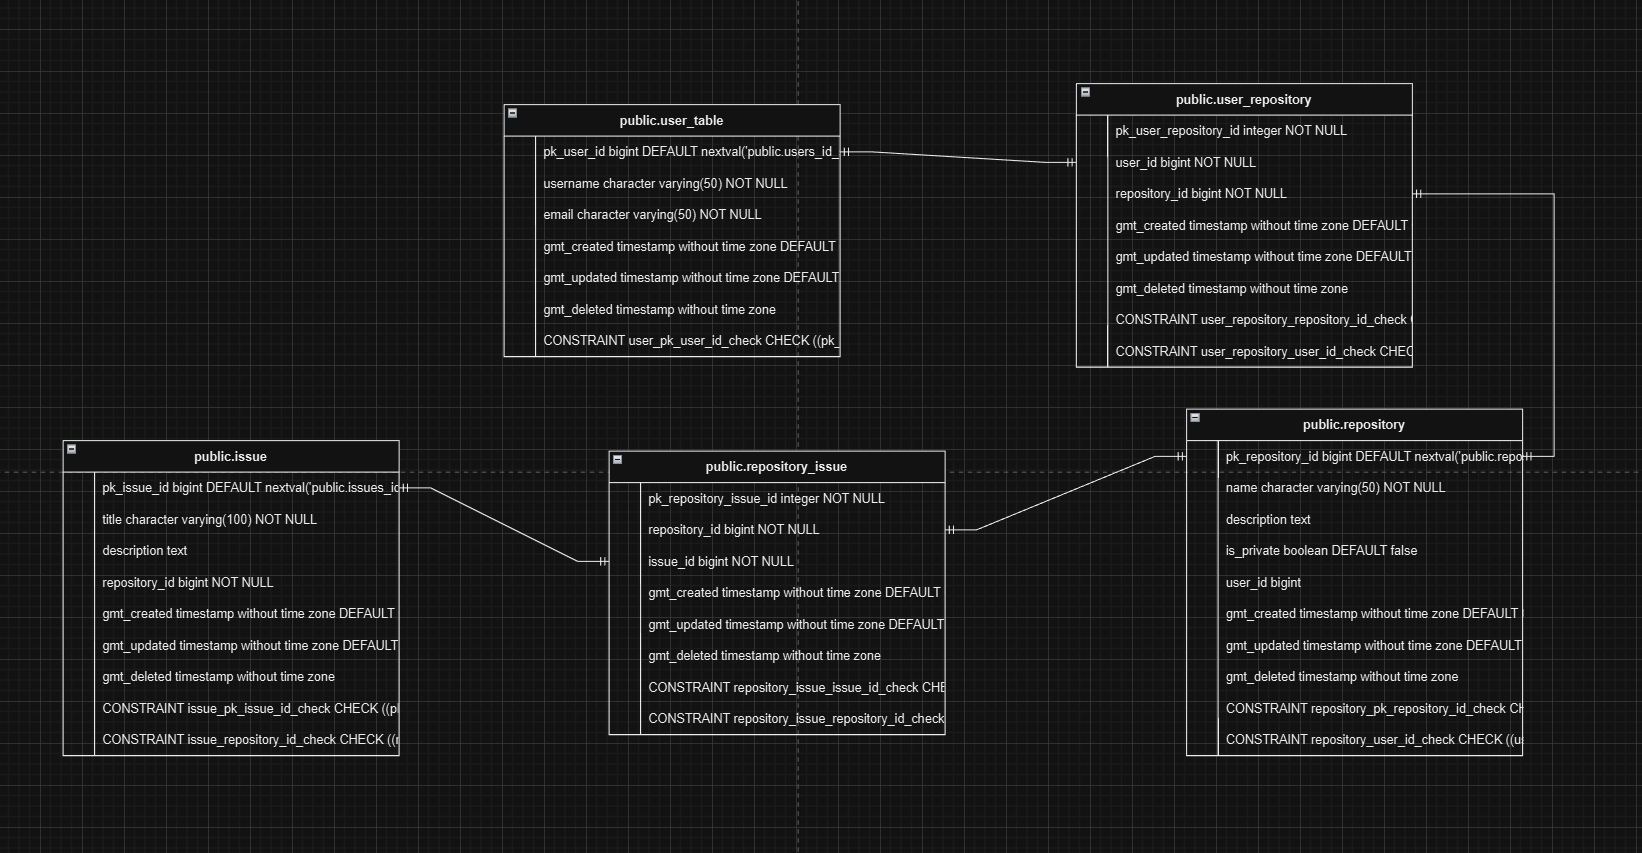 public.user_table
pk_user_id bigint DEFAULT nextval('public.users_id_
username character varying(50) NOT NULL
email character varying(50) NOT NULL
gmt_created timestamp without time zone DEFAULT
gmt_updated timestamp without time zone DEFAULT
gmt_deleted timestamp without time zone
CONSTRAINT user_pk_user_id_check CHECK ((pk_
public.user_repository
pk_user_repository_id integer NOT NULL
user_id bigint NOT NULL
repository_id bigint NOT NULL
gmt_created timestamp without time zone DEFAULT
gmt_updated timestamp without time zone DEFAULT
gmt_deleted timestamp without time zone
CONSTRAINT user_repository_repository_id_check
CONSTRAINT user_repository_user_id_check CHEC
public.issue
pk_issue_id bigint DEFAULT nextval('public.issues_id
title character varying(100) NOT NULL
description text
repository_id bigint NOT NULL
gmt_created timestamp without time zone DEFAULT
gmt_updated timestamp without time zone DEFAULT
gmt_deleted timestamp without time zone
CONSTRAINT issue_pk_issue_id_check CHECK ((p
CONSTRAINT issue_repository_id_check CHECK ((r
public.repository_issue
pk_repository_issue_id integer NOT NULL
repository_id bigint NOT NULL
issue_id bigint NOT NULL
gmt_created timestamp without time zone DEFAULT
gmt_updated timestamp without time zone DEFAULT
gmt_deleted timestamp without time zone
CONSTRAINT repository_issue_issue_id_check CHE
CONSTRAINT repository_issue_repository_id_check
public.repository
pk_repository_id bigint DEFAULT nextval('public.repo
name character varying(50) NOT NULL
description text
is_private boolean DEFAULT false
user_id bigint
gmt_created timestamp without time zone DEFAULT
gmt_updated timestamp without time zone DEFAULT
gmt_deleted timestamp without time zone
CONSTRAINT repository_pk_repository_id_check CH
CONSTRAINT repository_user_id_check CHECK ((us